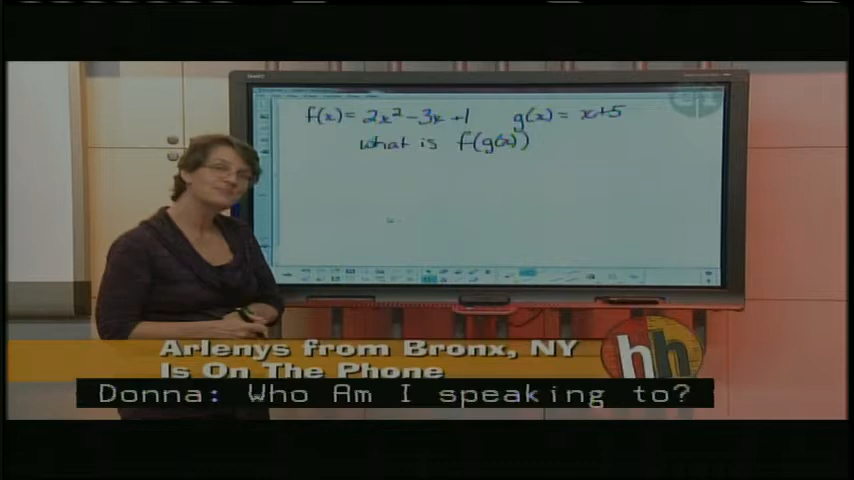 f(x) = 2x² - 3x + 1 g(x) = x+5
what is f(g(x))
Arlenys from Bronx, NY
Is On The Phone
hh
Donna: Who Am I speaking to?